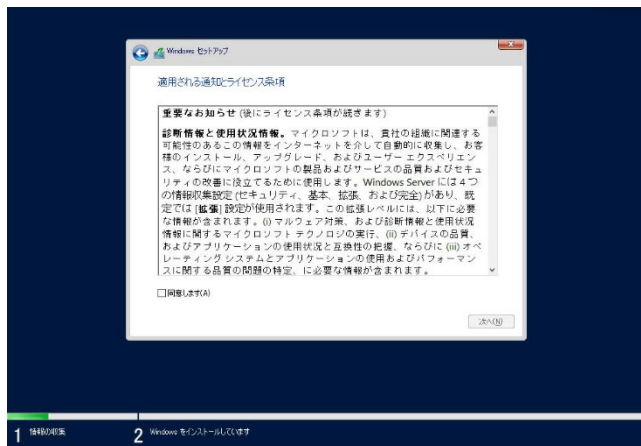 Windows セットアップ
適用される通知とライセンス条項
重要なお知らせ (後にライセンス条項が続きます)
診断情報と使用状況情報。マイクロソフトは、貴社の組織に関連する
可能性のあるこの情報をインターネットを介して自動的に収集し、お客
様のインストール、アップグレード、およびユーザー エクスペリエン
ス、ならびにマイクロソフトの製品およびサービスの品質およびセキュ
リティの改善に役立てるために使用します。Windows Server には 4 つ
の情報収集設定 (セキュリティ、基本、拡張、および完全) があり、既
定では [拡張] 設定が使用されます。この拡張レベルには、以下に必要
な情報が含まれます。(i) マルウェア対策、および診断情報と使用状況
情報に関するマイクロソフト テクノロジの実行、(ii) デバイスの品質、
およびアプリケーションの使用状況と互換性の把握、ならびに (iii) オペ
レーティング システムとアプリケーションの使用およびパフォーマン
スに関する品質の問題の特定、に必要な情報が含まれます。
同意します(A)
次へ(N)
1 情報の収集
2 Windows をインストールしています